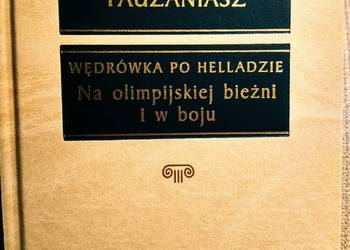 PAUZANIASZ
WĘDRÓWKA PO HELLADZIE
Na olimpijskiej bieżni
i w boju